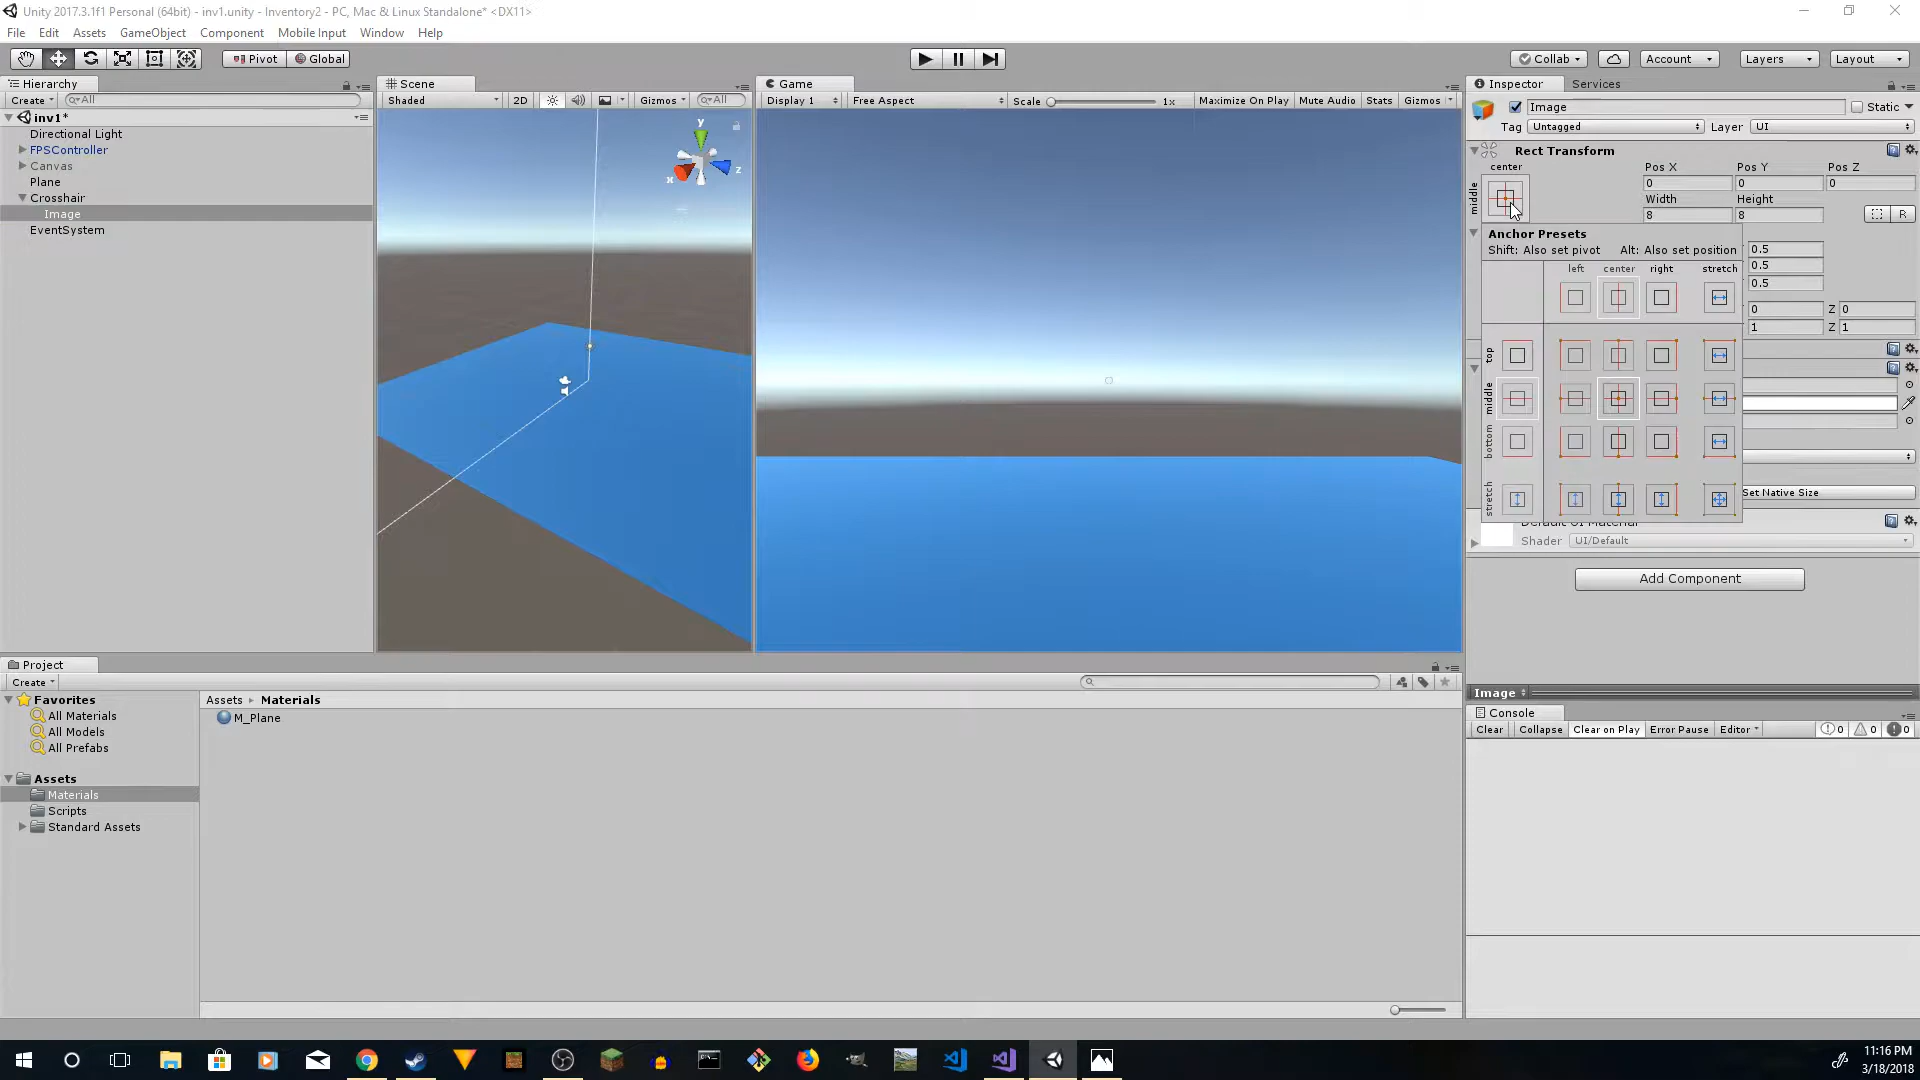 Unity 2017.3.1f1 Personal (64bit) - inv1.unity - Inventory2 - PC, Mac & Linux Standalone* <DX11>
File Edit Assets GameObject Component Mobile Input Window Help
Pivot Global Collab Account Layers Layout
Hierarchy
Create All
inv1*
Directional Light
FPSController
Canvas
Plane
Crosshair
Image
EventSystem
Scene
Shaded 2D Gizmos All
y
x
z
Game
Display 1 Free Aspect Scale 1x Maximize On Play Mute Audio Stats Gizmos
Inspector Services
Image Static
Tag Untagged Layer UI
Rect Transform
center
middle
Pos X Pos Y Pos Z
0 0 0
Width Height
8 8 R
Anchor Presets
Shift: Also set pivot Alt: Also set position
left center right stretch
top
middle
bottom
stretch
0.5
0.5
0.5
0 Z 0
1 Z 1
Set Native Size
Shader UI/Default
Add Component
Image
Console
Clear Collapse Clear on Play Error Pause Editor 0 0 0
Project
Create
Favorites
All Materials
All Models
All Prefabs
Assets
Materials
Scripts
Standard Assets
Assets Materials
M_Plane
11:16 PM
3/18/2018